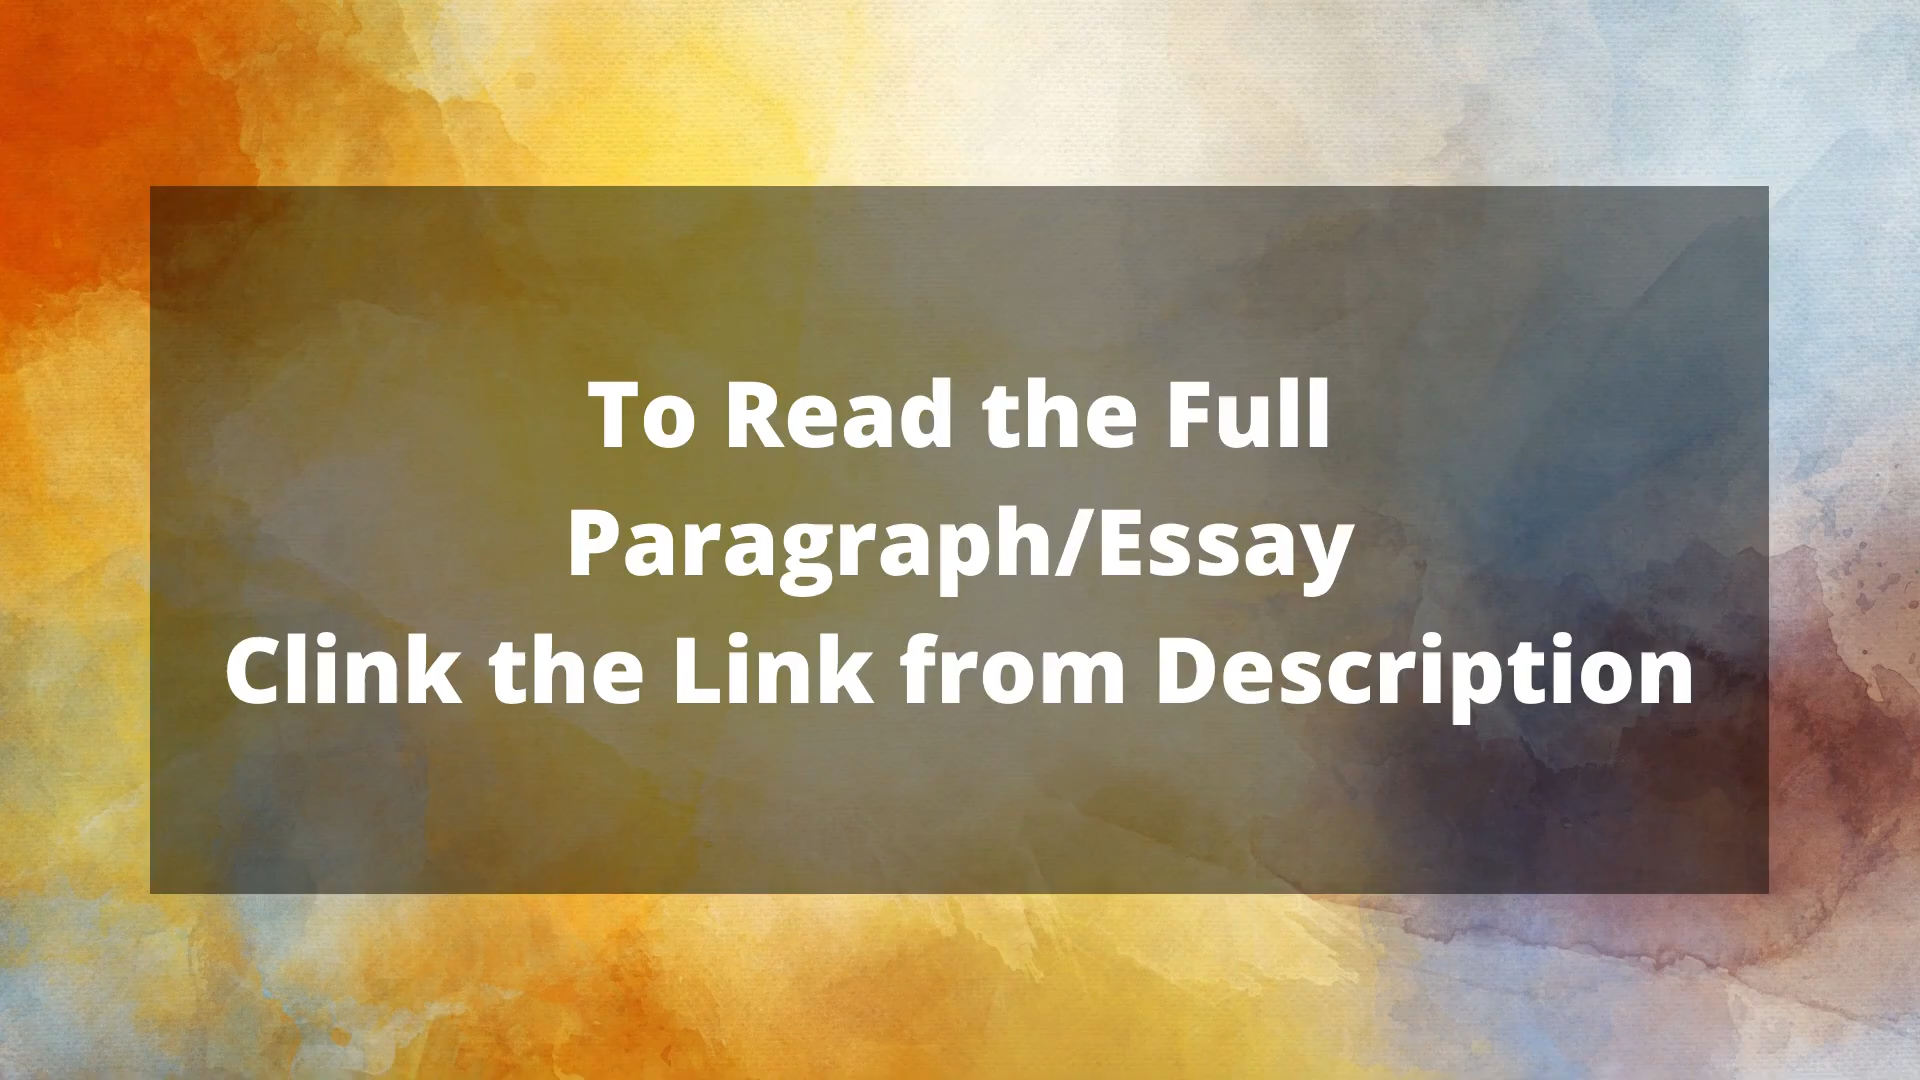 To Read the Full
Paragraph/Essay
Clink the Link from Description